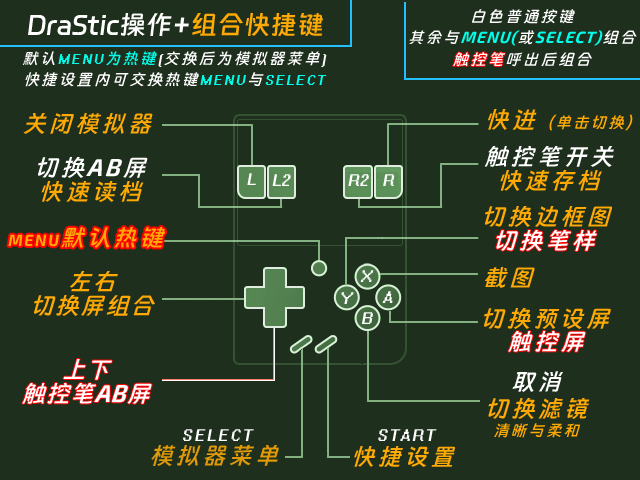 DraStic操作+组合快捷键
默认MENU为热键(交换后为模拟器菜单)
快捷设置内可交换热键MENU与SELECT
白色普通按键
其余与MENU(或SELECT)组合
触控笔呼出后组合
关闭模拟器
快进 (单击切换)
切换AB屏
快速读档
L
L2
R2
R
触控笔开关
快速存档
MENU默认热键
切换边框图
切换笔样
左右
切换屏组合
X
Y
A
B
截图
切换预设屏
触控屏
上下
触控笔AB屏
取消
切换滤镜
清晰与柔和
SELECT
模拟器菜单
START
快捷设置